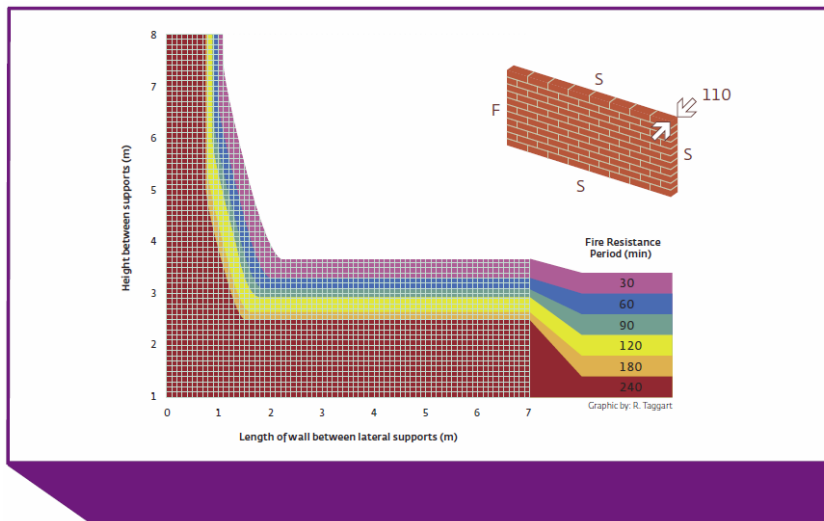 8
7
6
5
4
3
2
1
Height between supports (m)
0 1 2 3 4 5 6 7
Length of wall between lateral supports (m)
S
F
110
S
S
Fire Resistance
Period (min)
30
60
90
120
180
240
Graphic by: R. Taggart